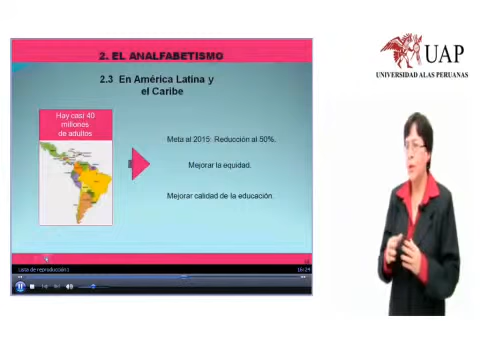 2. EL ANALFABETISMO
2.3 En América Latina y
el Caribe
Hay casi 40
millones
de adultos
Meta al 2015: Reducción al 50%.
Mejorar la equidad.
Mejorar calidad de la educación.
Lista de reproducción1
16:24
UAP
UNIVERSIDAD ALAS PERUANAS